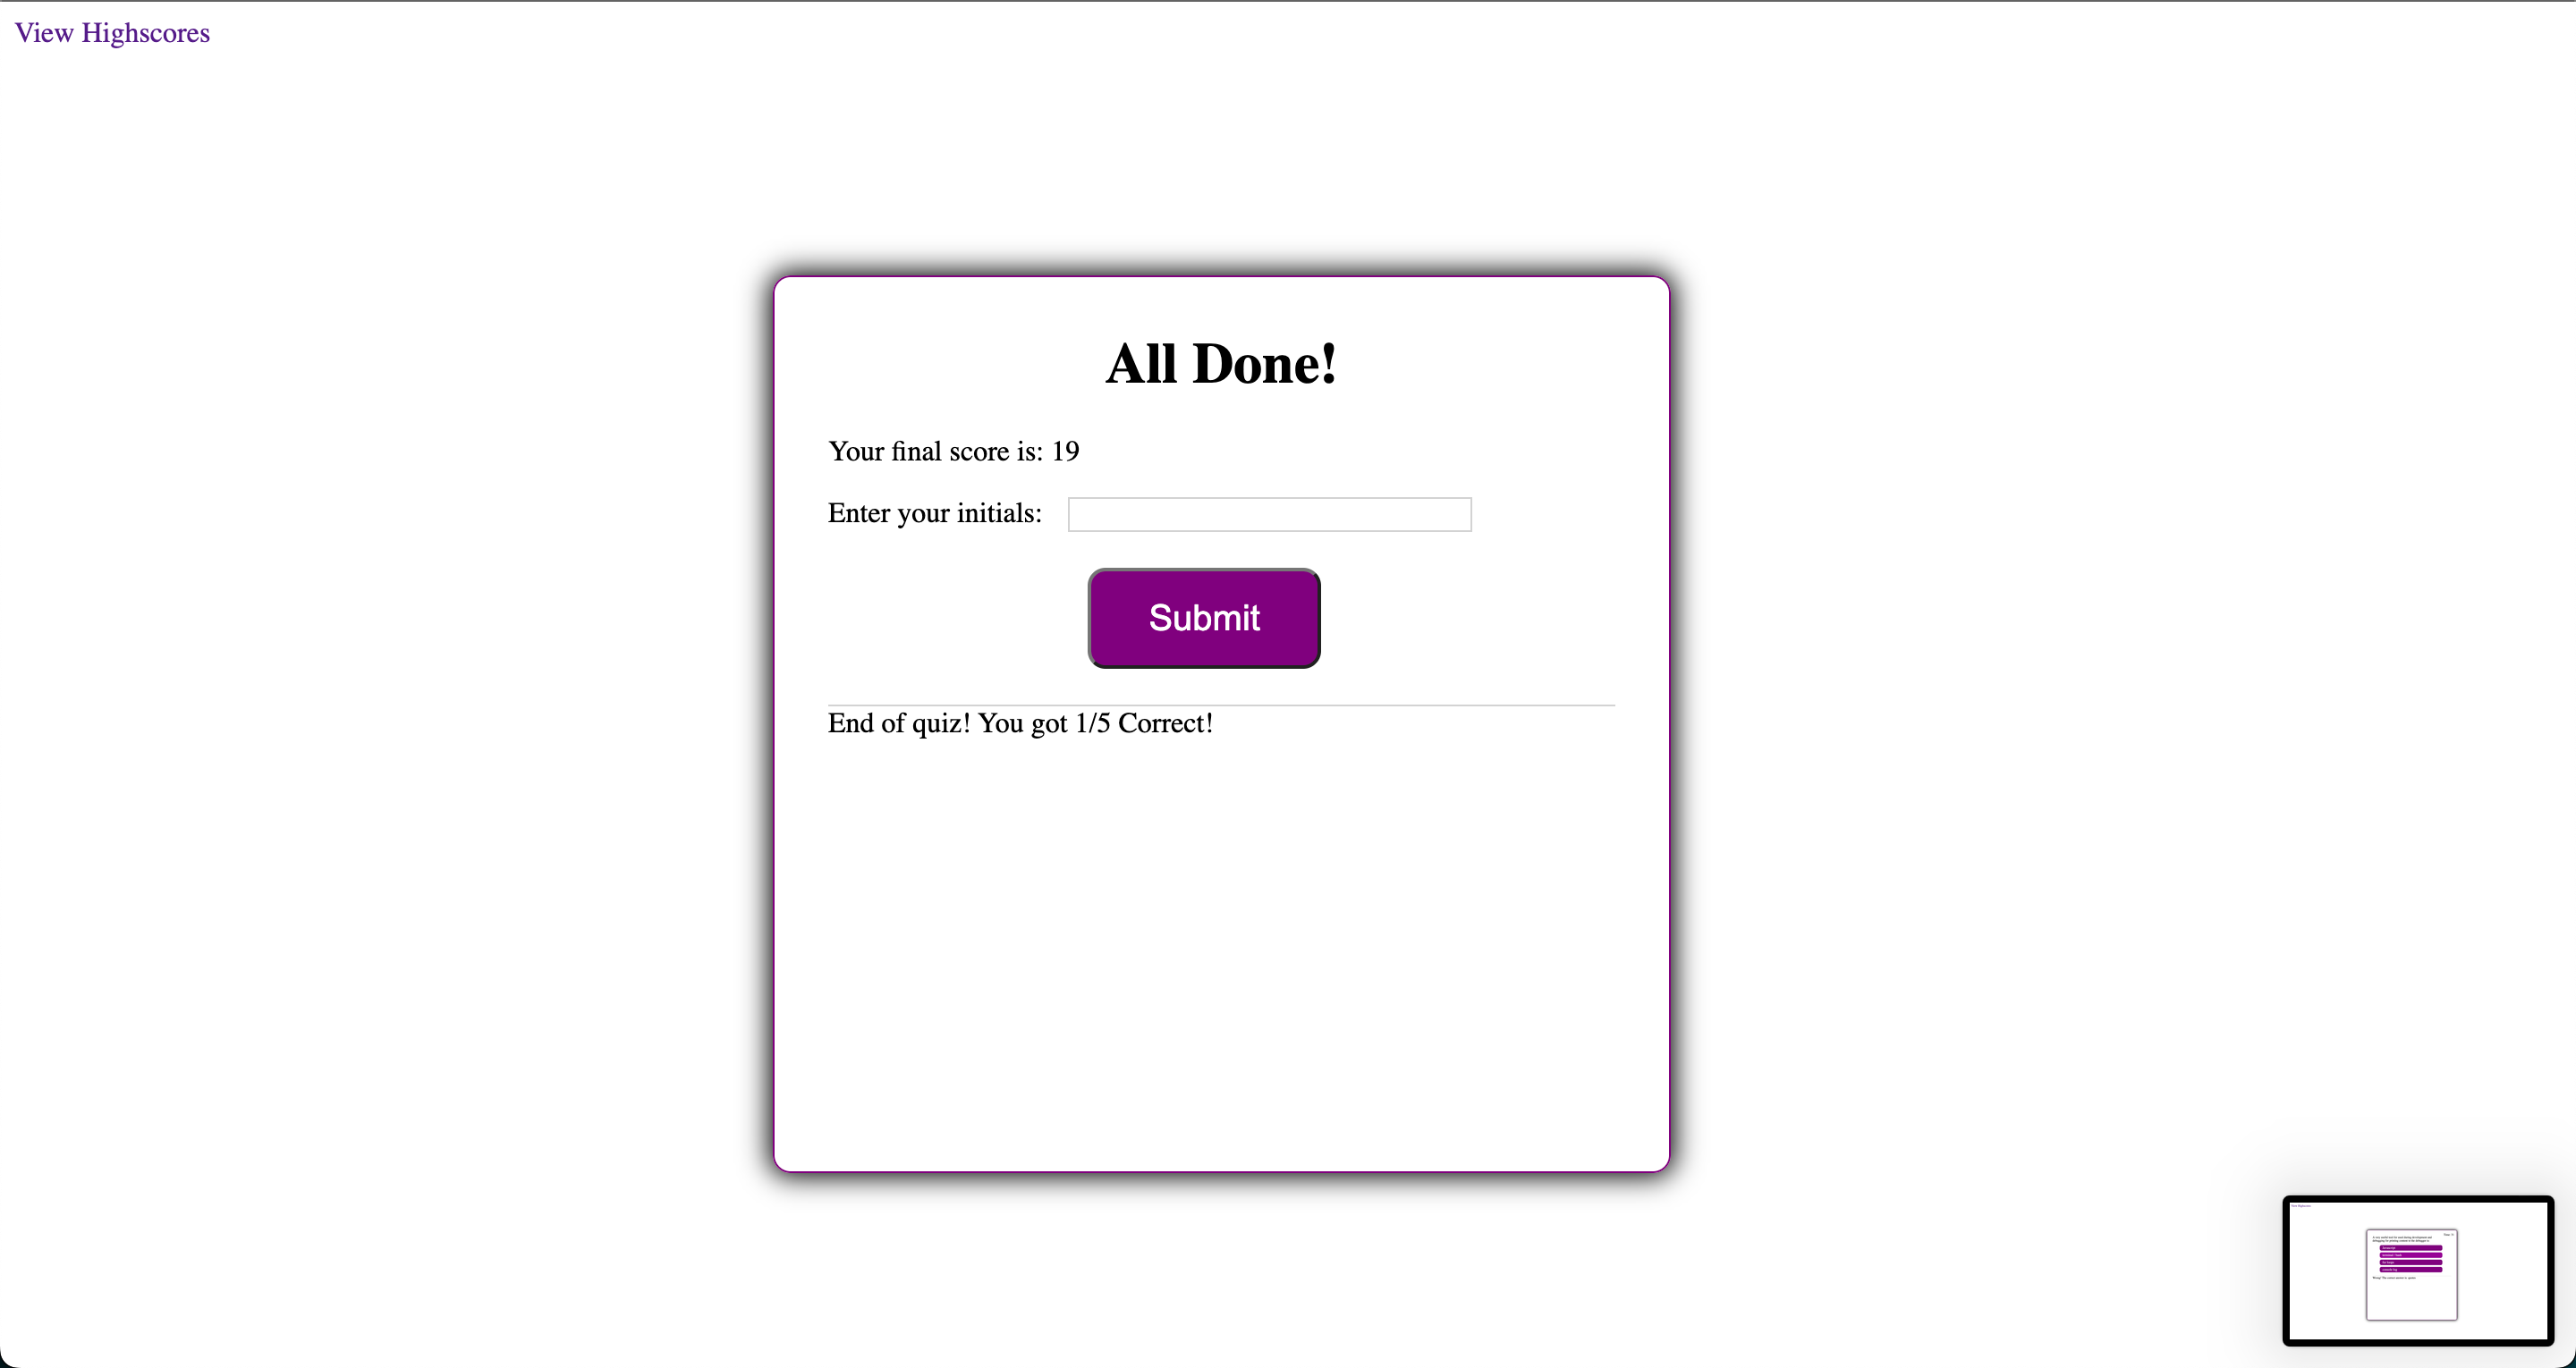 View Highscores
All Done!
Your final score is: 19
Enter your initials:
Submit
End of quiz! You got 1/5 Correct!